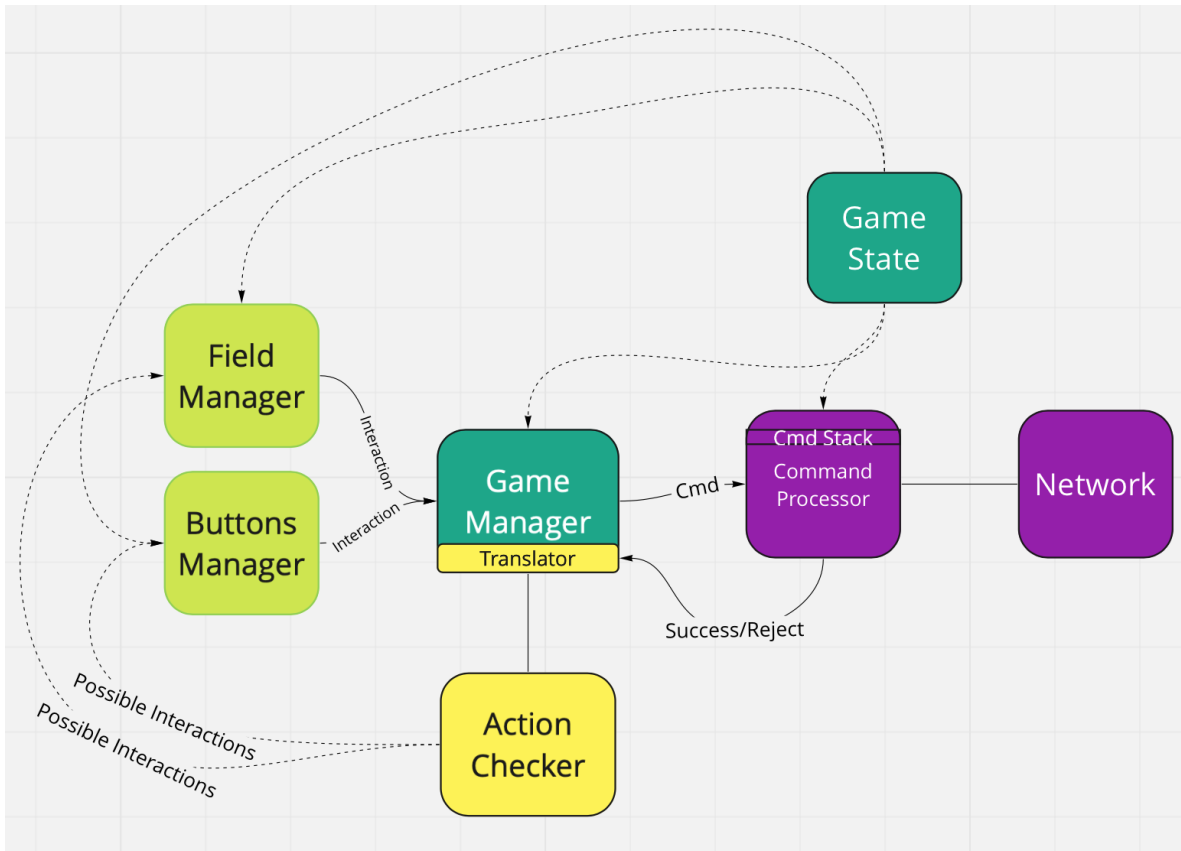 Game
State
Field
Manager
Interaction
Buttons
Manager
Interaction
Game
Manager
Translator
Cmd
Cmd Stack
Command
Processor
Network
Success/Reject
Action
Checker
Possible Interactions
Possible Interactions